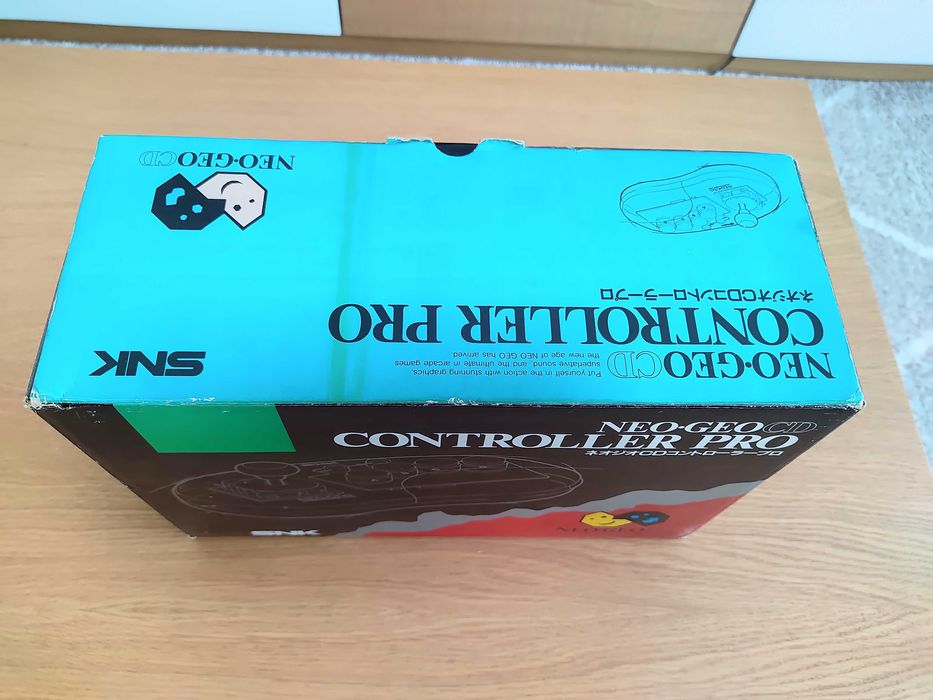 NEO·GEO CD
CONTROLLER PRO
ネオジオCDコントローラープロ
Put yourself in the action with stunning graphics,
superlative sound, and the ultimate in arcade games
the new age of NEO GEO has arrived
SNK
NEO·GEO CD
NEO·GEO CD
CONTROLLER PRO
ネオジオCDコントローラープロ
SNK
NEO·GEO